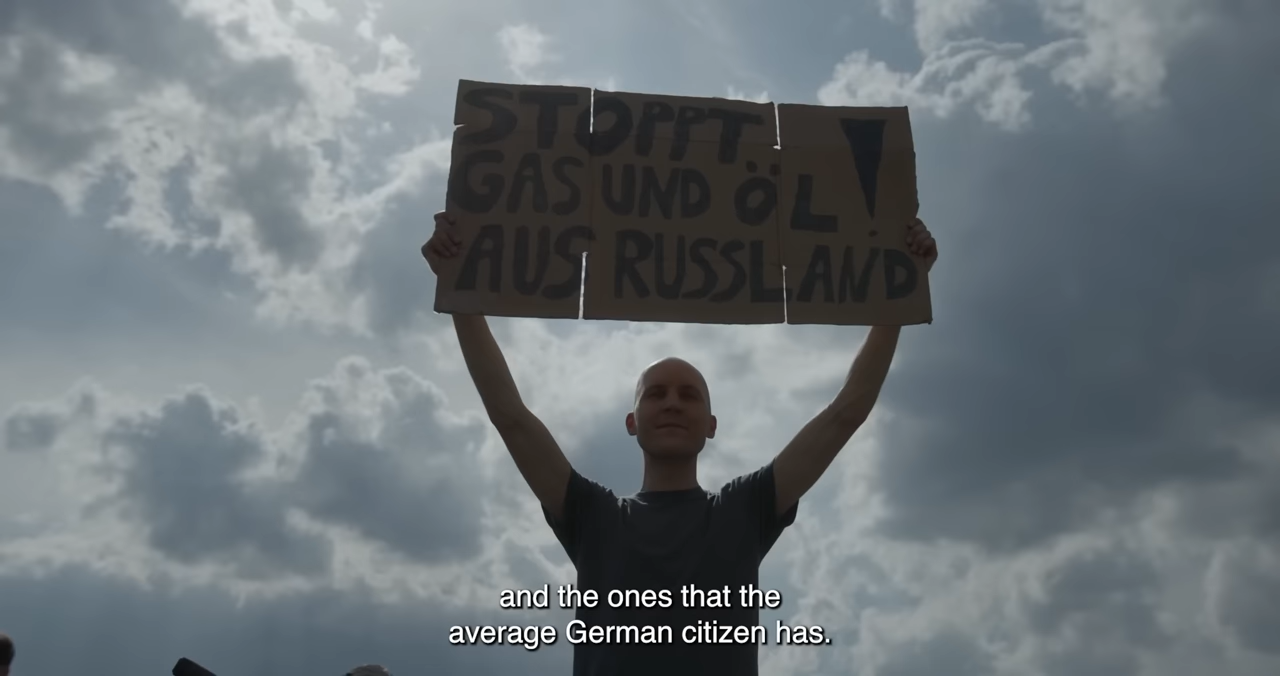 STOPPT
GAS UND ÖL!
AUS RUSSLAND
and the ones that the
average German citizen has.